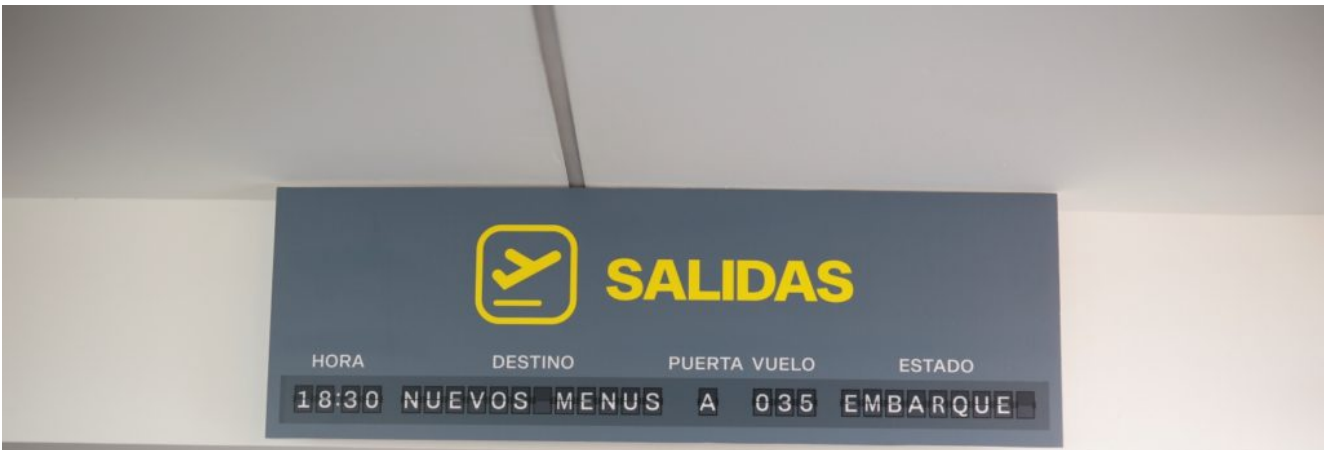 SALIDAS
HORA DESTINO PUERTA VUELO ESTADO
18:30 NUEVOS MENUS A 035 EMBARQUE